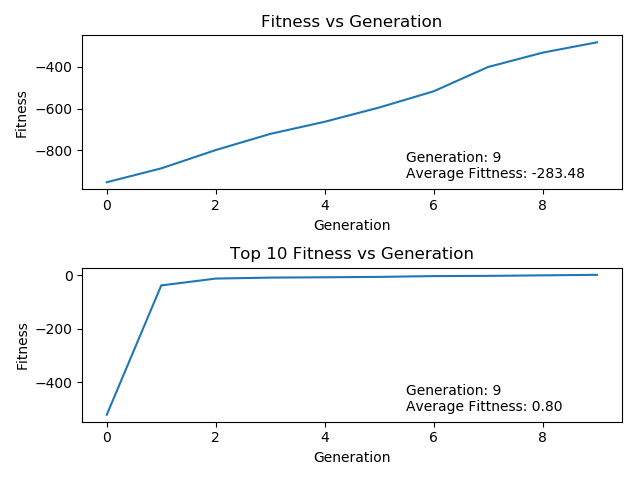 Fitness vs Generation
−400
−600
−800
Fitness
Generation: 9
Average Fittness: -283.48
0 2 4 6 8
Generation
Top 10 Fitness vs Generation
0
−200
−400
Fitness
Generation: 9
Average Fittness: 0.80
0 2 4 6 8
Generation